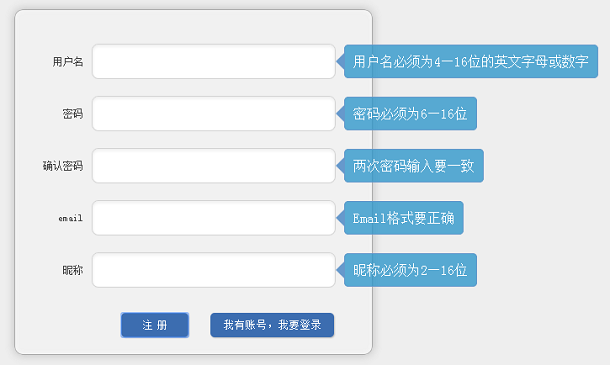 用户名 用户名必须为4—16位的英文字母或数字
密码 密码必须为6—16位
确认密码 两次密码输入要一致
email Email格式要正确
昵称 昵称必须为2—16位
注 册 我有账号，我要登录